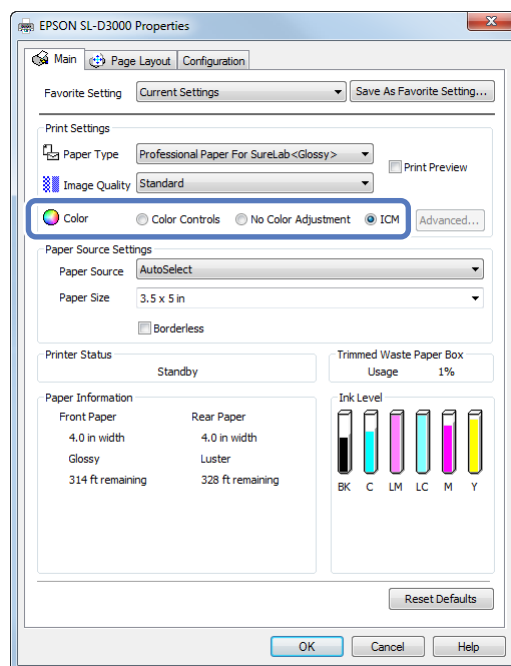 EPSON SL-D3000 Properties
Main Page Layout Configuration
Favorite Setting Current Settings Save As Favorite Setting...
Print Settings
Paper Type Professional Paper For SureLab<Glossy>
Print Preview
Image Quality Standard
Color Color Controls No Color Adjustment ICM Advanced...
Paper Source Settings
Paper Source AutoSelect
Paper Size 3.5 x 5 in
Borderless
Printer Status Trimmed Waste Paper Box
Standby Usage 1%
Paper Information Ink Level
Front Paper Rear Paper
4.0 in width 4.0 in width
Glossy Luster
314 ft remaining 328 ft remaining
BK C LM LC M Y
Reset Defaults
OK Cancel Help